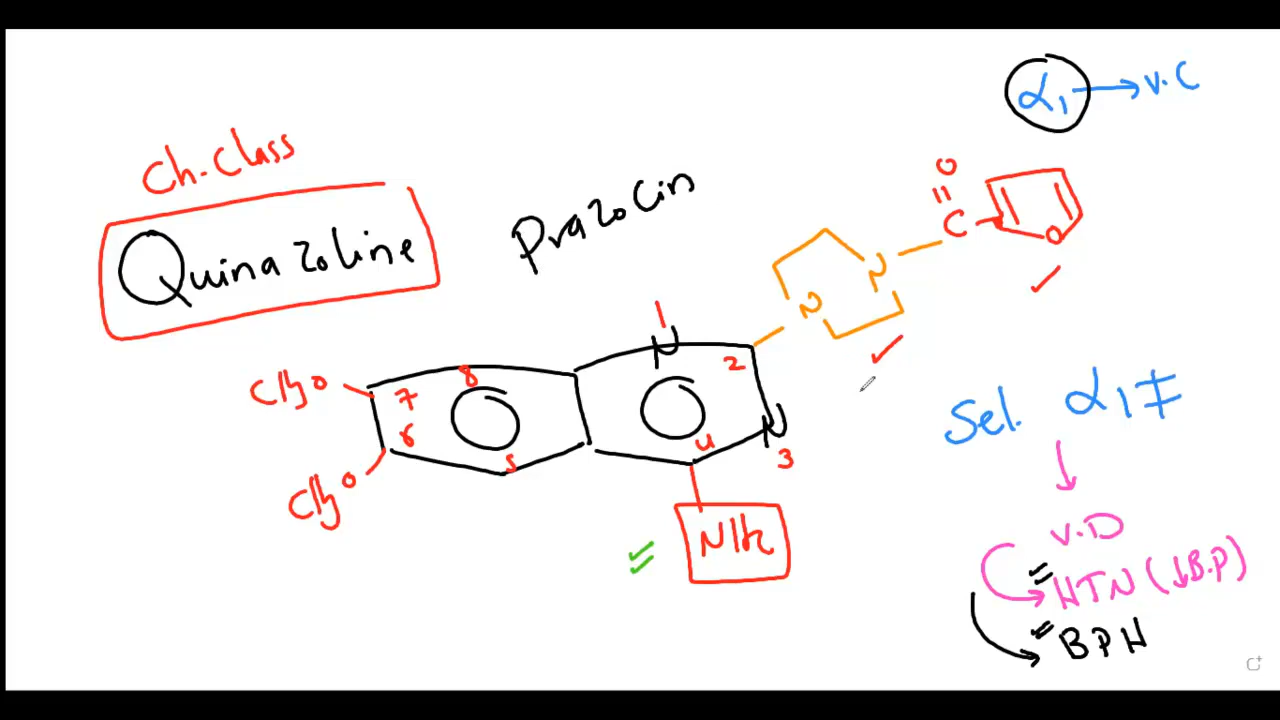 α1 → V.C
Ch. Class
Quinazoline
Prazocin
O
C
O
N
N
1
N
2
CH3O
8
7
6
5
4
N
3
CH3O
NH2
Sel. α1
V.D
HTN (↓B.P)
BPH